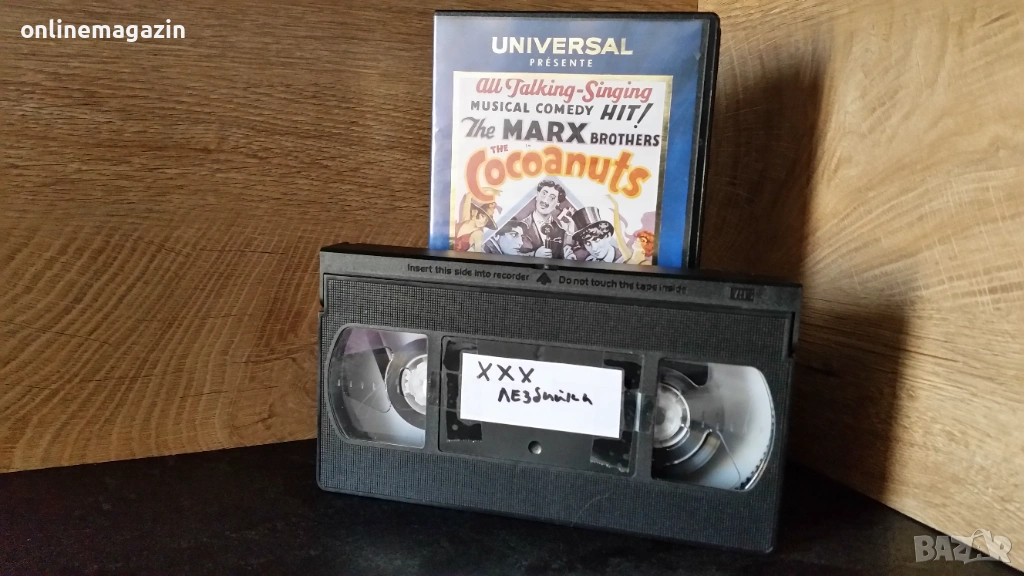 onlinemagazin
UNIVERSAL
PRÉSENTE
All Talking-Singing
MUSICAL COMEDY HIT!
The MARX BROTHERS
THE
Cocoanuts
Insert this side into recorder Do not touch the tape inside
VHS
XXX
ЛЕЗбийка
BAZAR